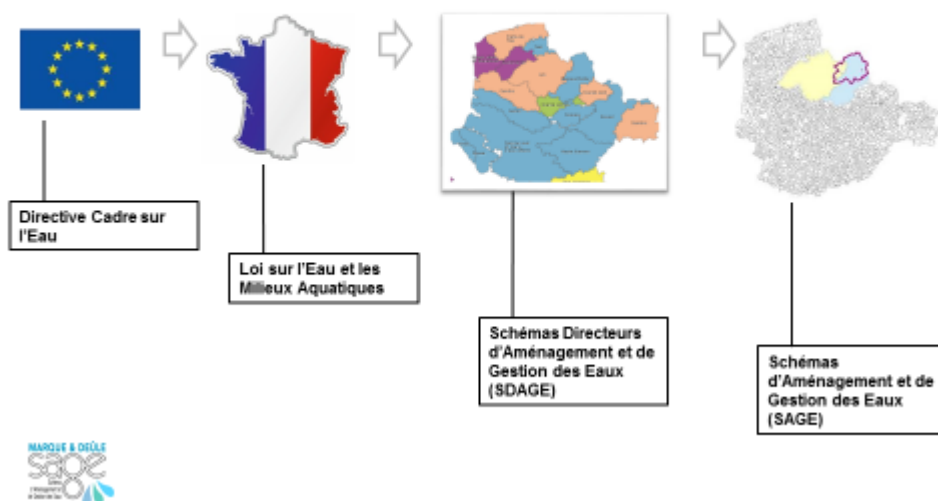 Directive Cadre sur
l'Eau
Loi sur l'Eau et les
Milieux Aquatiques
Schémas Directeurs
d'Aménagement et de
Gestion des Eaux
(SDAGE)
Schémas
d'Aménagement et de
Gestion des Eaux
(SAGE)
MARQUE & DEÛLE
sage